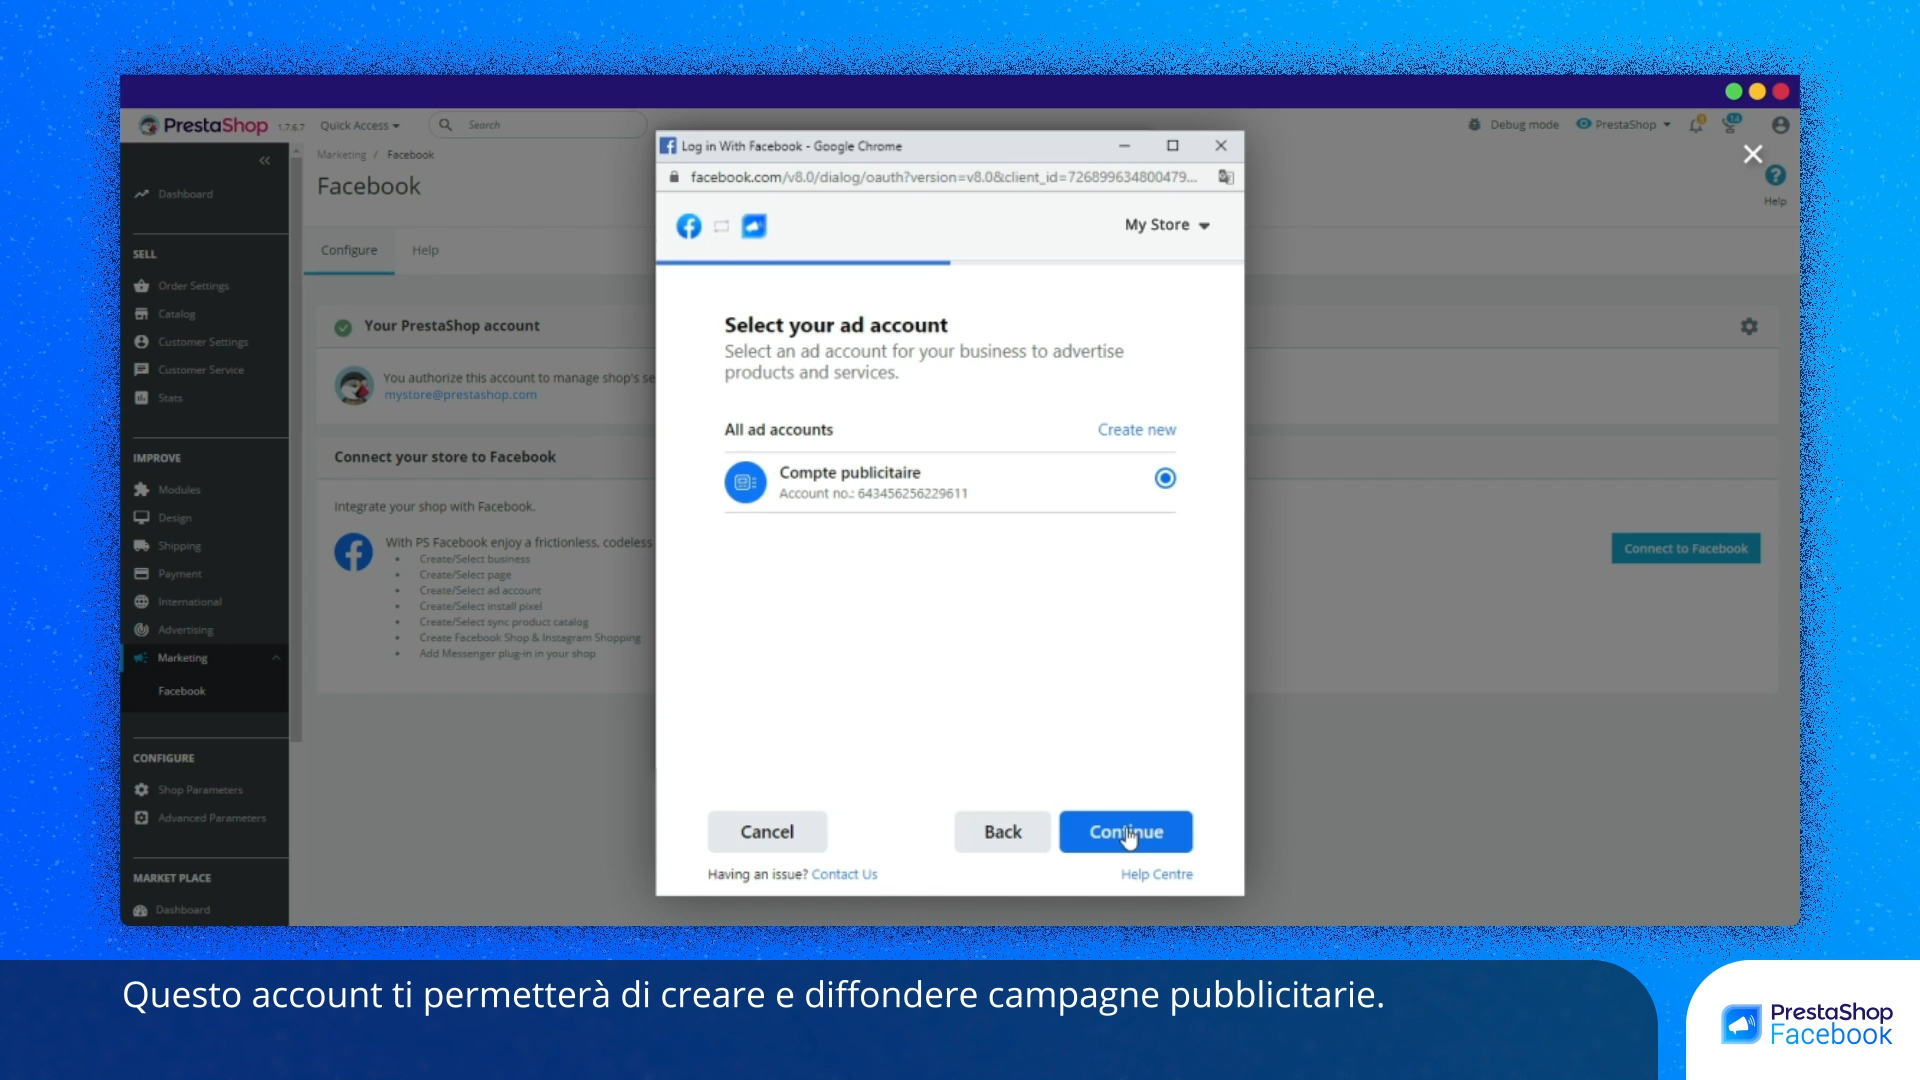 PrestaShop 1.7.6.7 Quick Access Search Debug mode PrestaShop
Log in With Facebook - Google Chrome
facebook.com/v8.0/dialog/oauth?version=v8.0&client_id=726899634800479...
Marketing / Facebook
Facebook
Help
Configure Help
Dashboard
SELL
Order Settings
Catalog
Customer Settings
Customer Service
Stats
IMPROVE
Modules
Design
Shipping
Payment
International
Advertising
Marketing
Facebook
CONFIGURE
Shop Parameters
Advanced Parameters
MARKET PLACE
Dashboard
Your PrestaShop account
You authorize this account to manage shop's se
mystore@prestashop.com
Connect your store to Facebook
Integrate your shop with Facebook.
With PS Facebook enjoy a frictionless, codeless
Create/Select business
Create/Select page
Create/Select ad account
Create/Select install pixel
Create/Select sync product catalog
Create Facebook Shop & Instagram Shopping
Add Messenger plug-in in your shop
Connect to Facebook
My Store
Select your ad account
Select an ad account for your business to advertise
products and services.
All ad accounts Create new
Compte publicitaire
Account no.: 643456256229611
Cancel Back Continue
Having an issue? Contact Us Help Centre
Questo account ti permetterà di creare e diffondere campagne pubblicitarie.
PrestaShop
Facebook